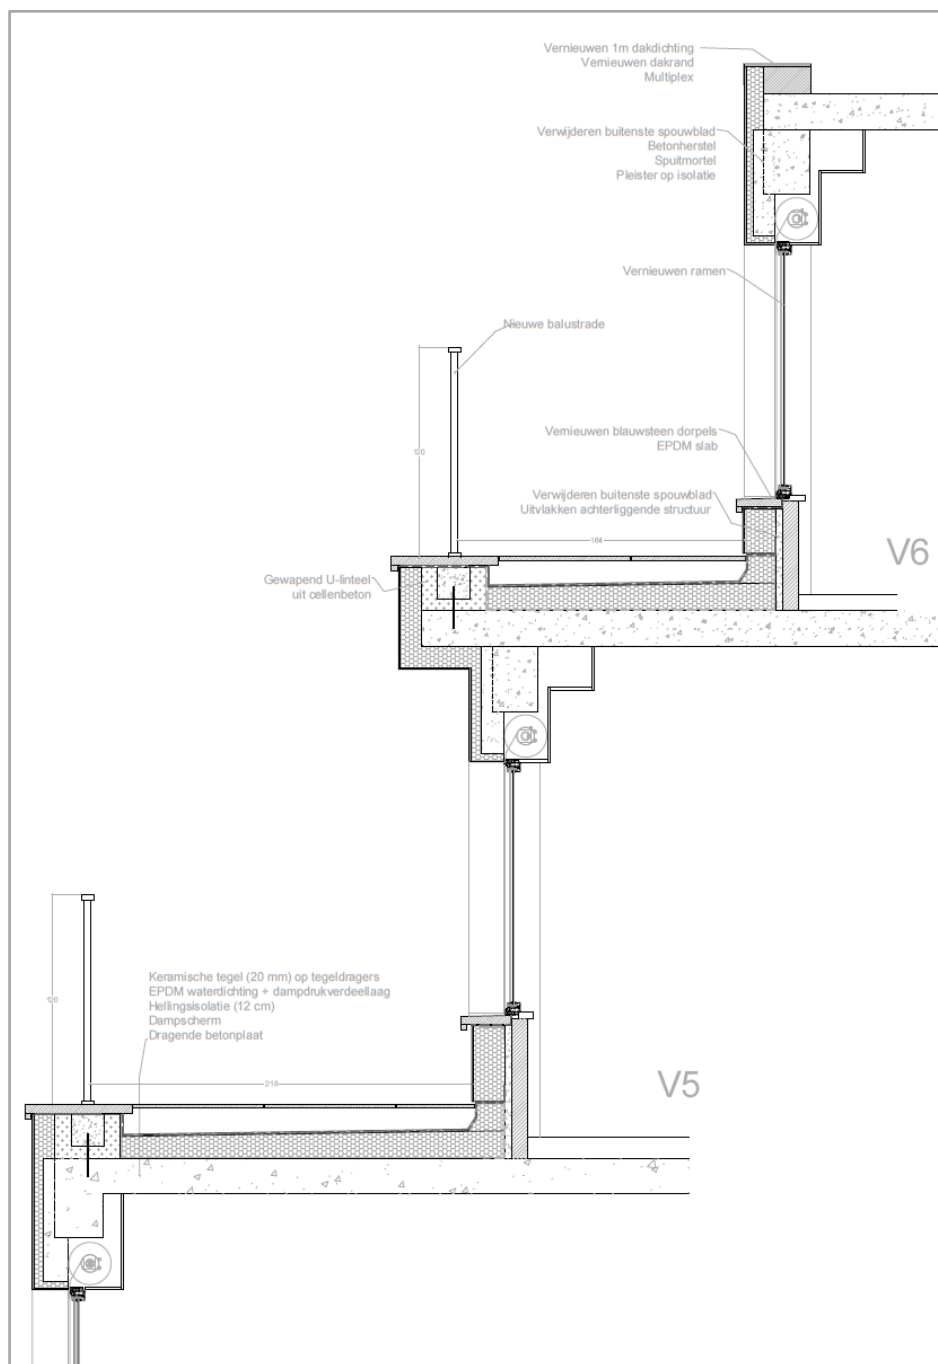 Vernieuwen 1m dakdichting
Vernieuwen dakrand
Multiplex
Verwijderen buitenste spouwblad
Betonherstel
Spuitmortel
Pleister op isolatie
Vernieuwen ramen
Nieuwe balustrade
Vernieuwen blauwsteen dorpels
EPDM slab
120
Verwijderen buitenste spouwblad
Uitvlakken achterliggende structuur
164
V6
Gewapend U-linteel
uit cellenbeton
Keramische tegel (20 mm) op tegeldragers
EPDM waterdichting + dampdrukverdeellaag
Hellingsisolatie (12 cm)
Dampscherm
Dragende betonplaat
120
218
V5